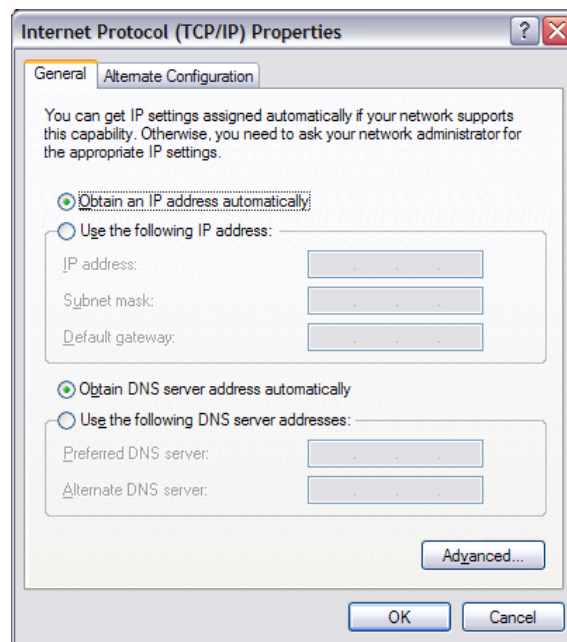 Internet Protocol (TCP/IP) Properties
?
General
Alternate Configuration
You can get IP settings assigned automatically if your network supports
this capability. Otherwise, you need to ask your network administrator for
the appropriate IP settings.
Obtain an IP address automatically
Use the following IP address:
IP address:
Subnet mask:
Default gateway:
Obtain DNS server address automatically
Use the following DNS server addresses:
Preferred DNS server:
Alternate DNS server:
Advanced...
OK
Cancel